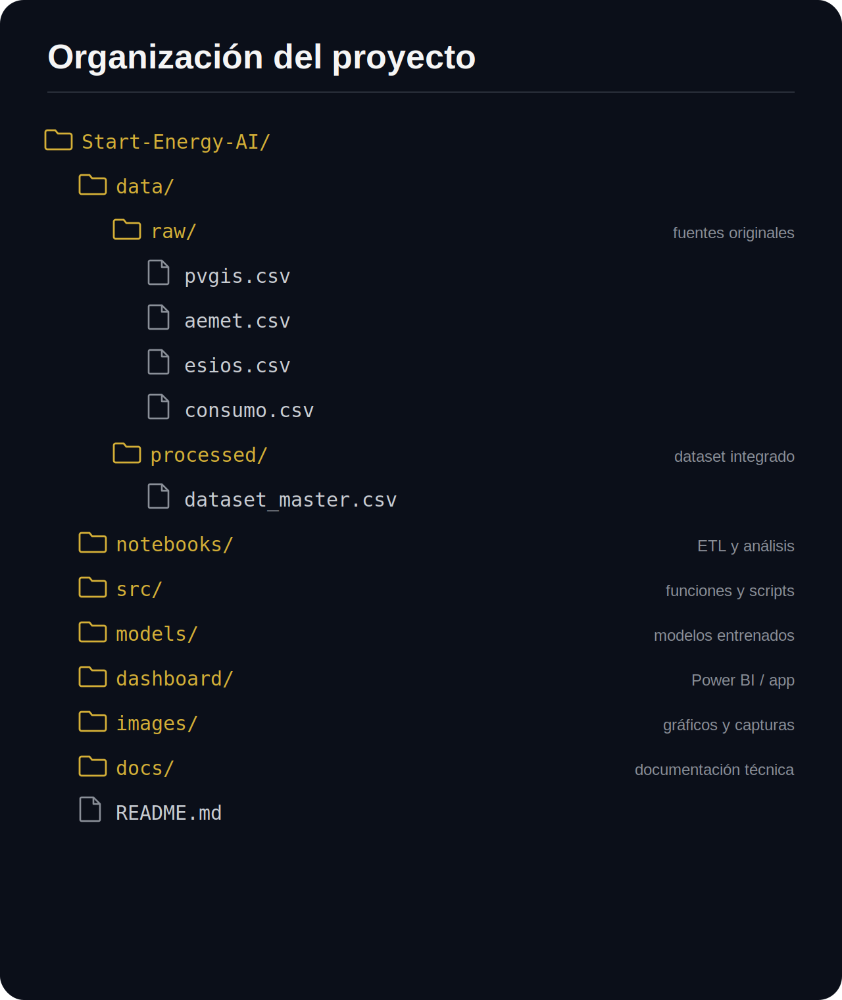 Organización del proyecto
Start-Energy-AI/
data/
raw/ fuentes originales
pvgis.csv
aemet.csv
esios.csv
consumo.csv
processed/ dataset integrado
dataset_master.csv
notebooks/ ETL y análisis
src/ funciones y scripts
models/ modelos entrenados
dashboard/ Power BI / app
images/ gráficos y capturas
docs/ documentación técnica
README.md